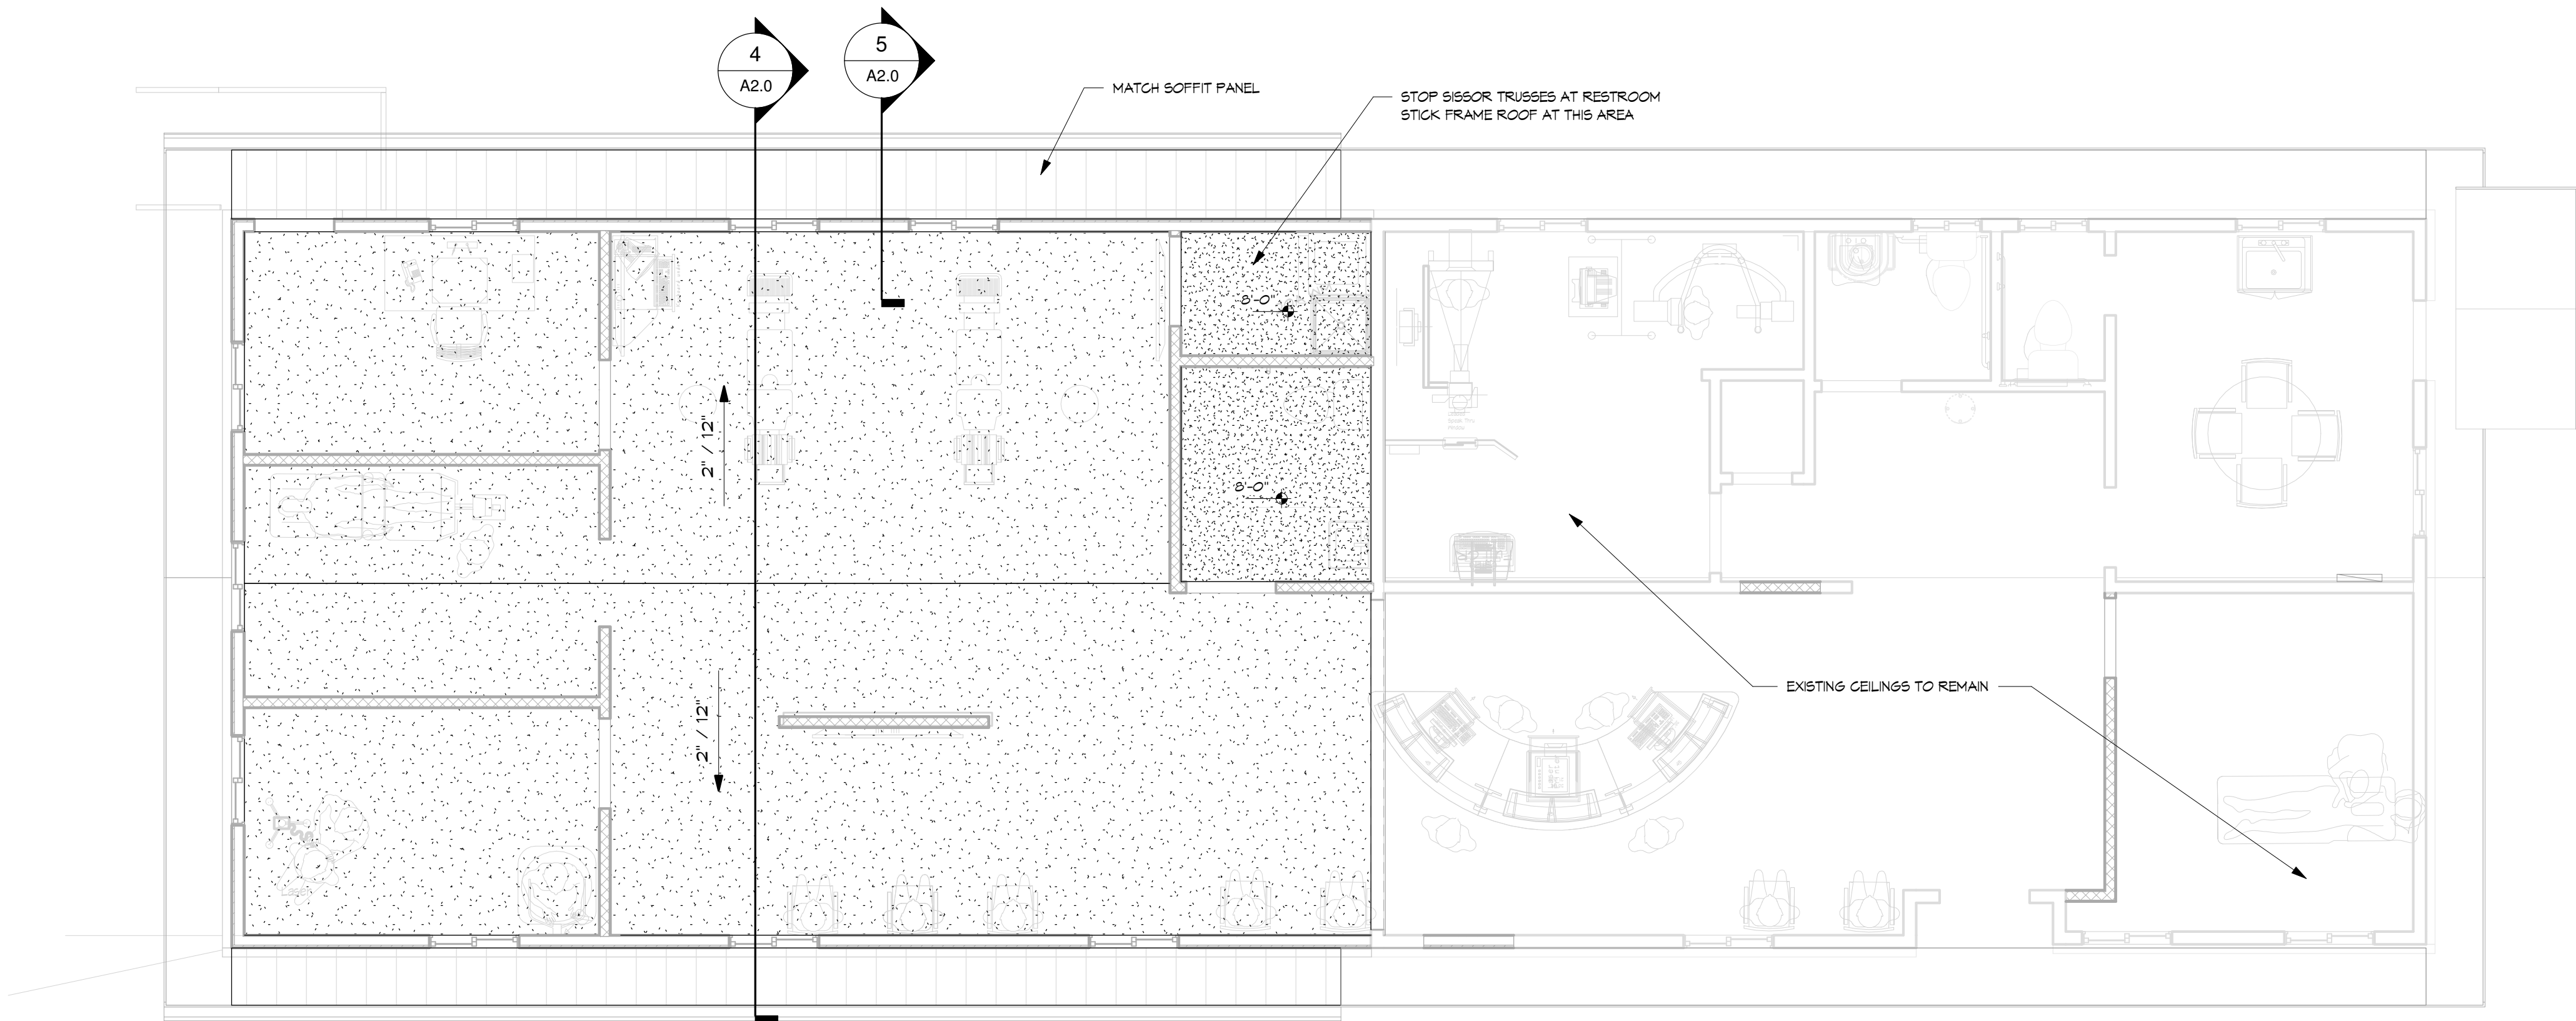 4
A2.0
5
A2.0
MATCH SOFFIT PANEL
STOP SISSOR TRUSSES AT RESTROOM
STICK FRAME ROOF AT THIS AREA
8'-0"
2" / 12"
8'-0"
2" / 12"
EXISTING CEILINGS TO REMAIN